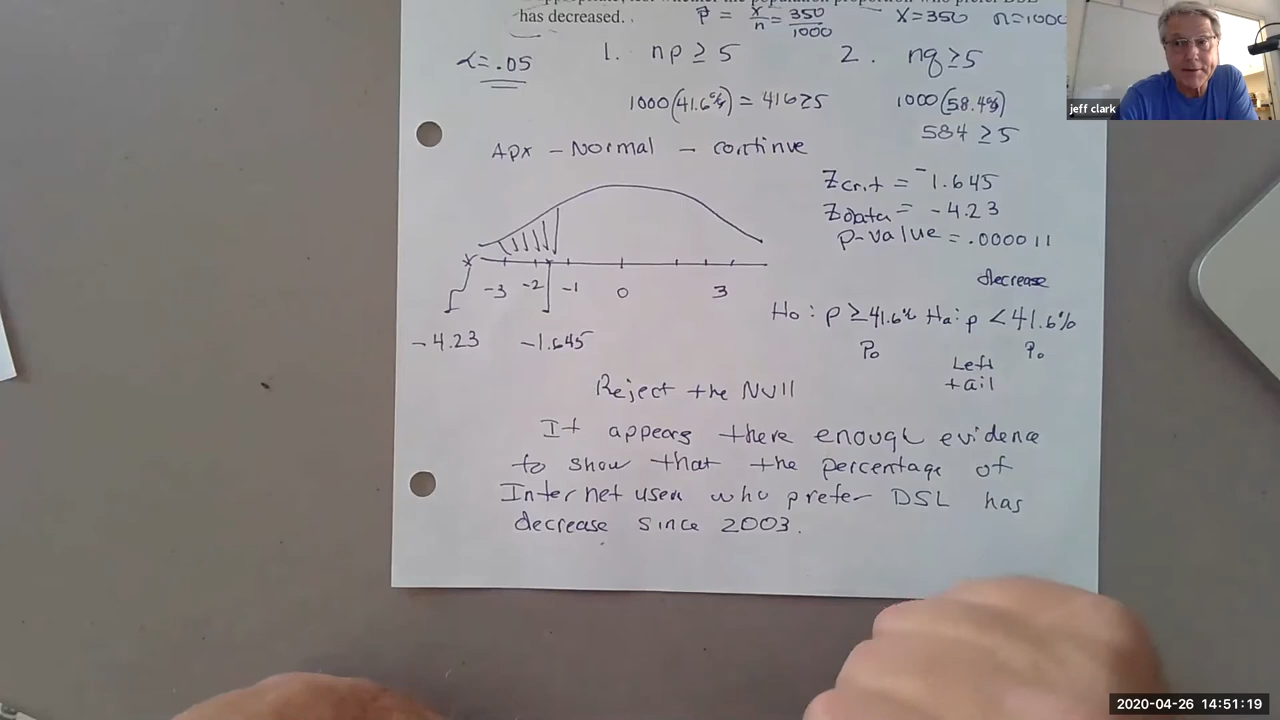 has decreased.
p̂ = x/n = 350/1000
X=350 n=1000
α=.05
1. np ≥ 5
2. nq ≥ 5
1000(41.6%) = 416≥5
1000(58.4%)
584 ≥ 5
Apx - Normal - continue
Zcrit = -1.645
Zdata = -4.23
p-value = .000011
-3 -2 -1 0 3
-4.23 -1.645
decrease
Ho: p ≥ 41.6% Ha: p < 41.6%
Po Po
Left
tail
Reject the Null
It appears there enough evidence
to show that the percentage of
Internet user who prefer DSL has
decrease since 2003.
jeff clark
2020-04-26 14:51:19